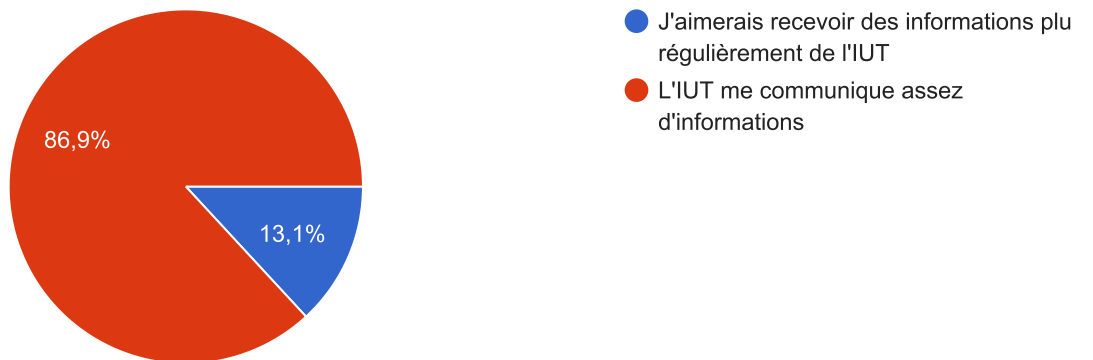 86,9%
13,1%
J'aimerais recevoir des informations plu
régulièrement de l'IUT
L'IUT me communique assez
d'informations